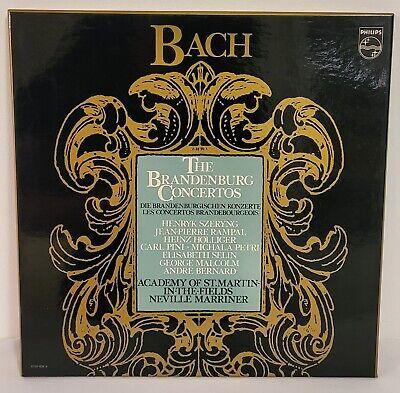 BACH
PHILIPS
THE
BRANDENBURG
CONCERTOS
DIE BRANDENBURGISCHEN KONZERTE
LES CONCERTOS BRANDEBOURGEOIS
HENRYK SZERYNG
JEAN-PIERRE RAMPAL
HEINZ HOLLIGER
CARL PINI - MICHALA PETRI
ELISABETH SELIN
GEORGE MALCOLM
ANDRÉ BERNARD
ACADEMY OF ST. MARTIN-
IN-THE-FIELDS
NEVILLE MARRINER